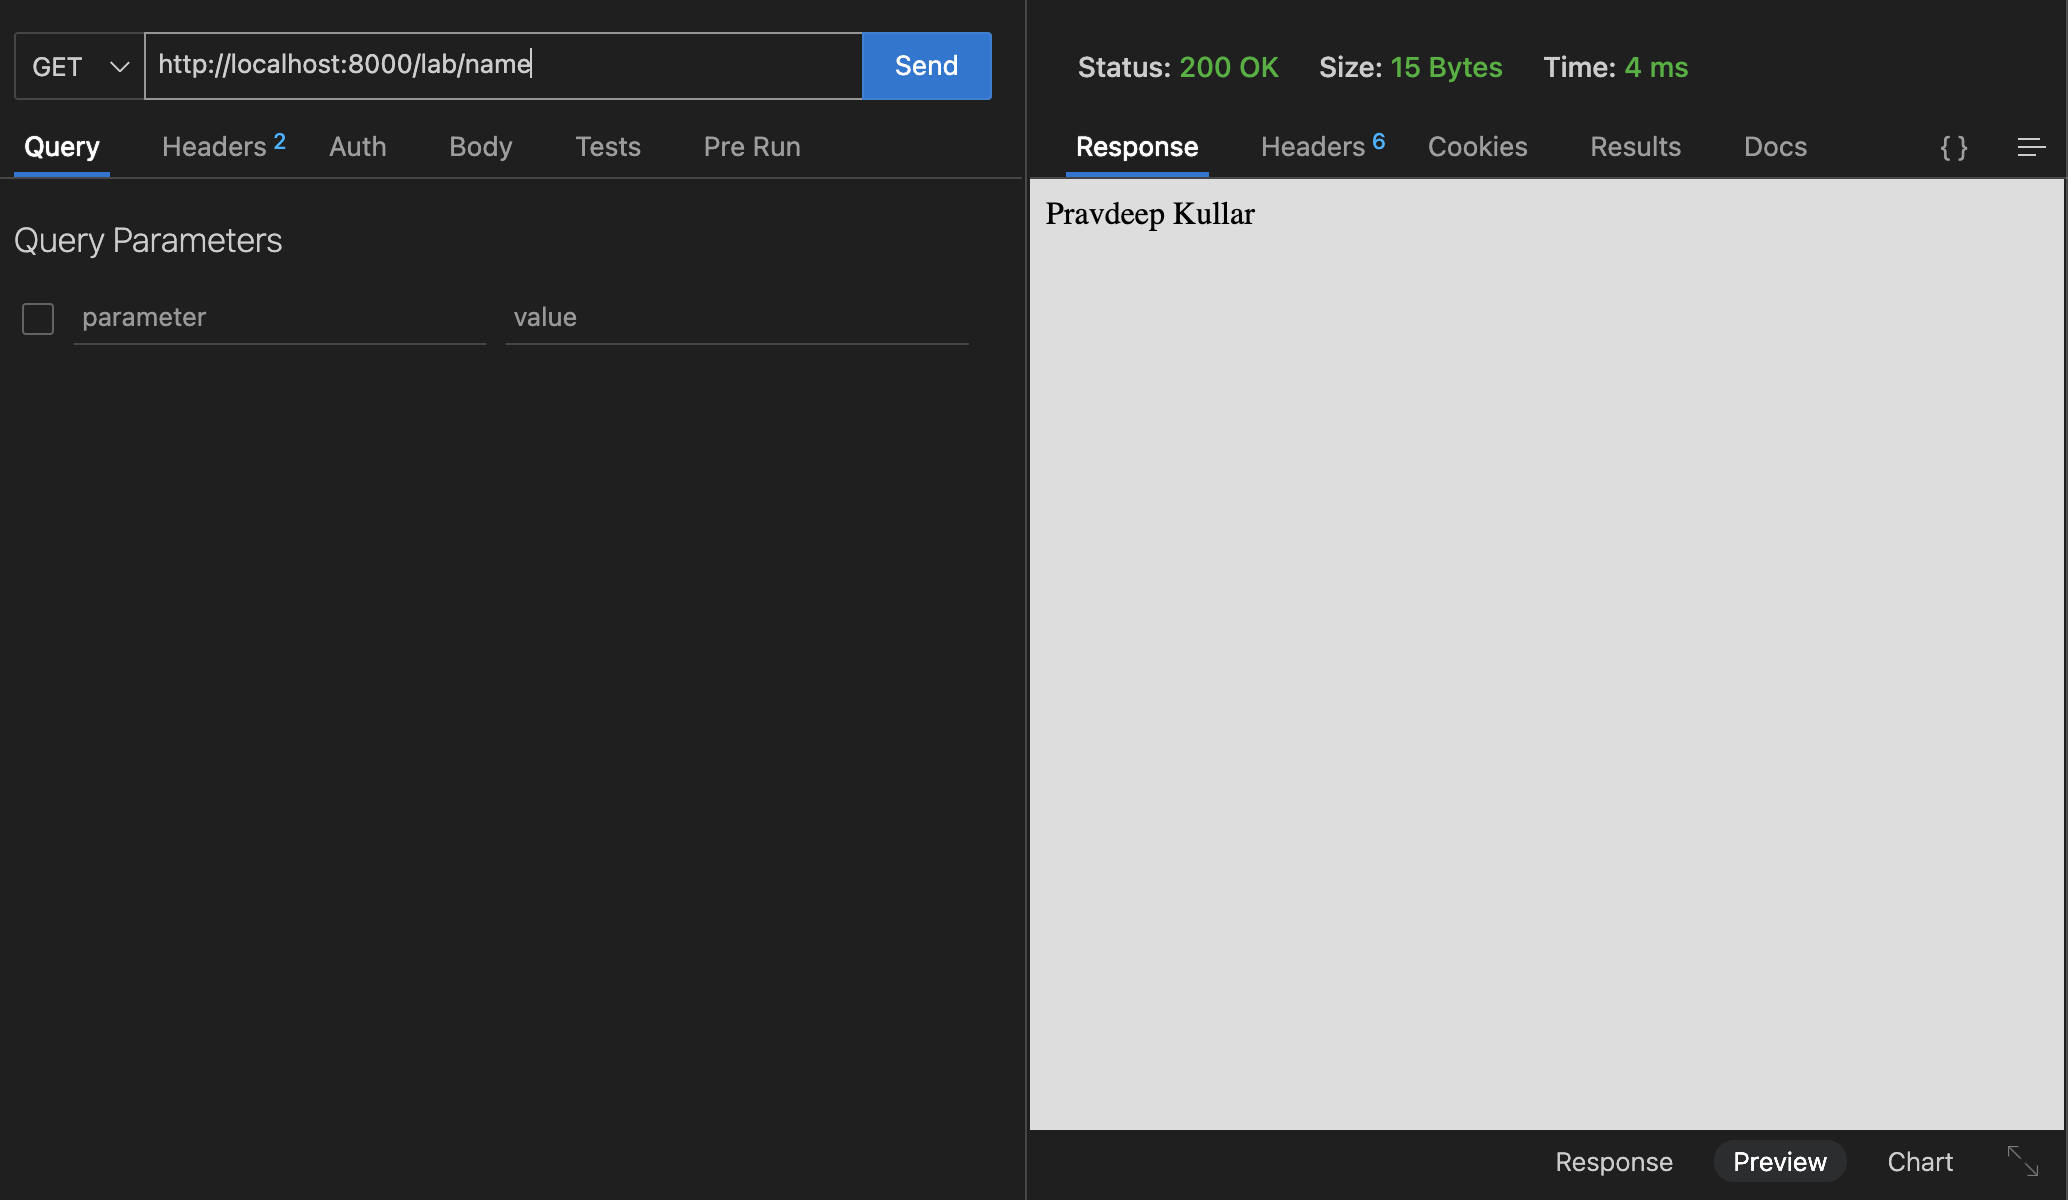 GET http://localhost:8000/lab/name Send
Query Headers 2 Auth Body Tests Pre Run
Query Parameters
parameter value
Status: 200 OK Size: 15 Bytes Time: 4 ms
Response Headers 6 Cookies Results Docs { }
Pravdeep Kullar
Response Preview Chart